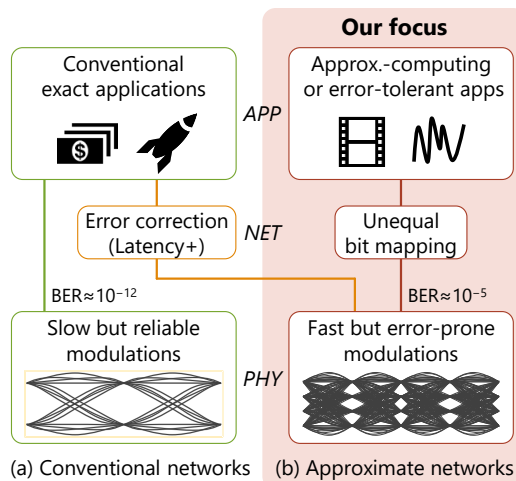 Our focus
Conventional
exact applications
$
APP
Approx.-computing
or error-tolerant apps
Error correction
(Latency+)
NET
Unequal
bit mapping
BER≈10⁻¹²
BER≈10⁻⁵
Slow but reliable
modulations
PHY
Fast but error-prone
modulations
(a) Conventional networks
(b) Approximate networks